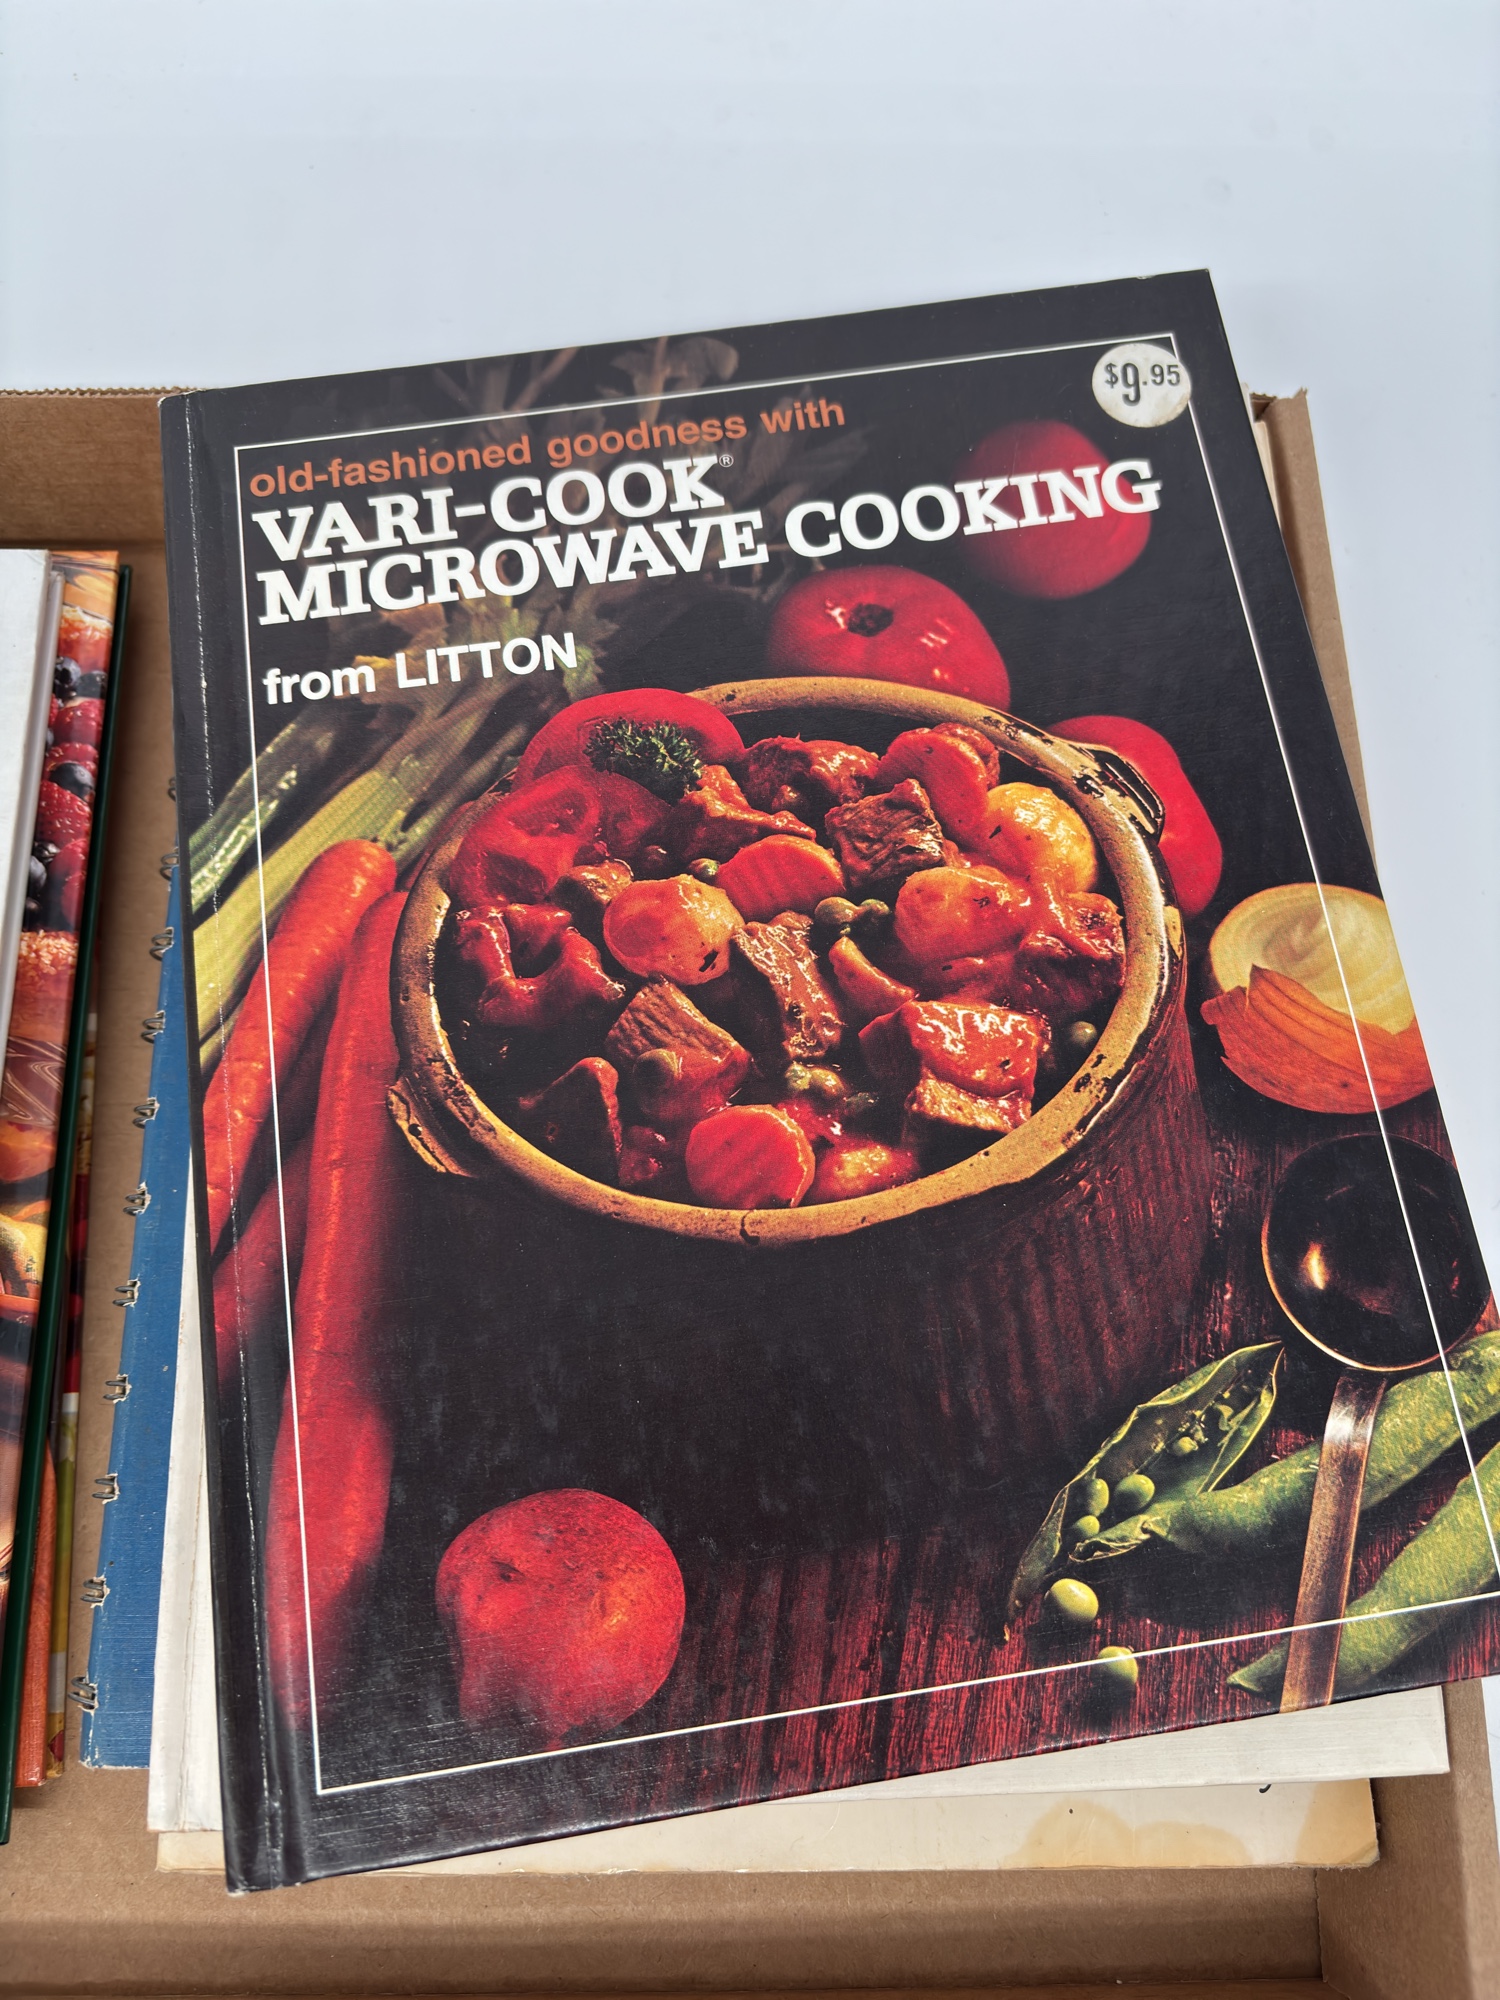 $9.95
old-fashioned goodness with
VARI-COOK®
MICROWAVE COOKING
from LITTON